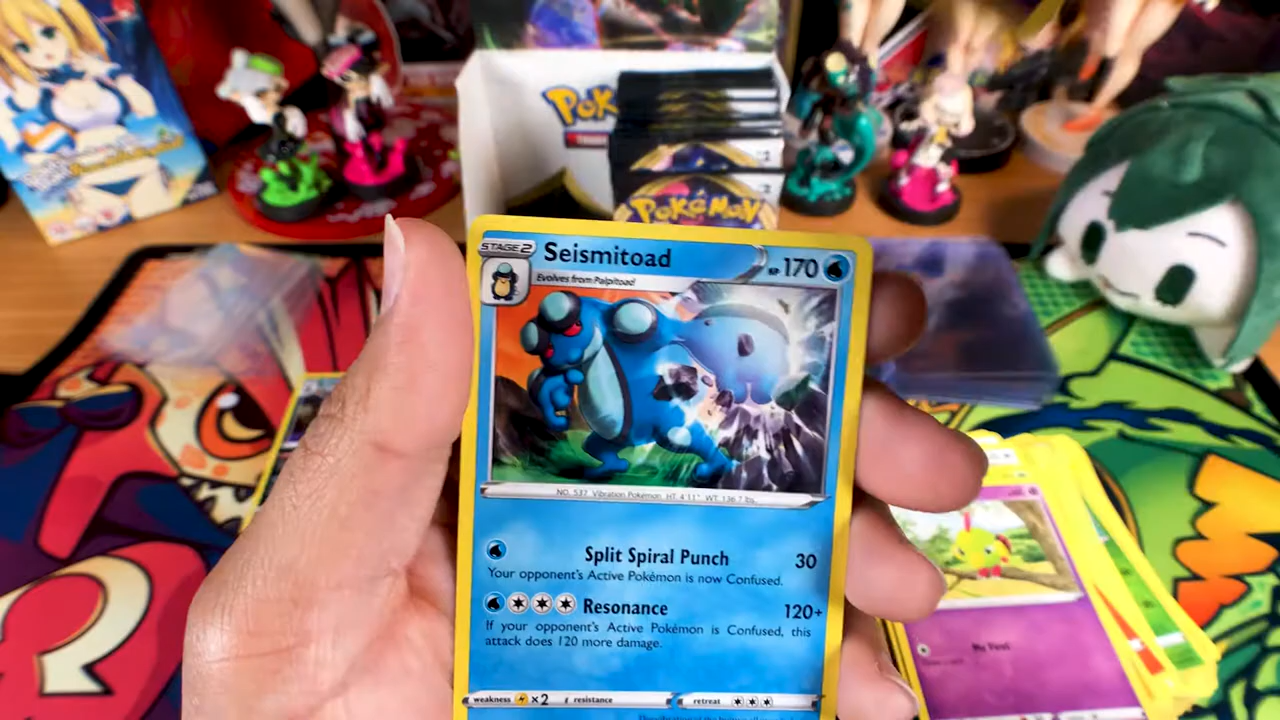 POK
POKéMON
STAGE 2
Seismitoad
HP 170
Evolves from Palpitoad
NO. 537 Vibration Pokémon HT. 4'11" WT. 136.7 lbs.
Split Spiral Punch 30
Your opponent's Active Pokémon is now Confused.
Resonance 120+
If your opponent's Active Pokémon is Confused, this
attack does 120 more damage.
weakness ×2 resistance retreat